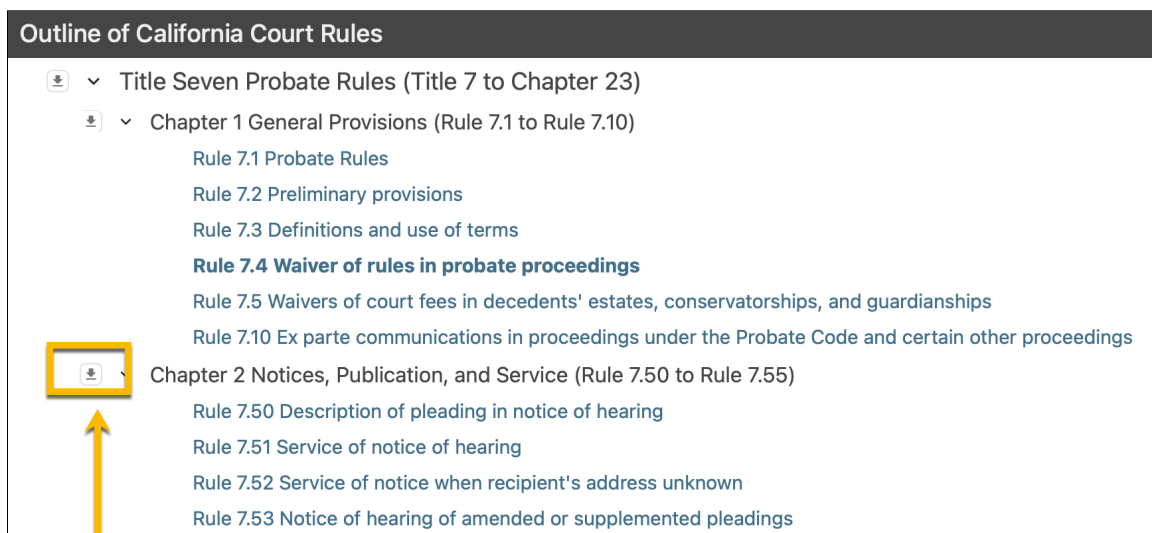 Outline of California Court Rules
Title Seven Probate Rules (Title 7 to Chapter 23)
Chapter 1 General Provisions (Rule 7.1 to Rule 7.10)
Rule 7.1 Probate Rules
Rule 7.2 Preliminary provisions
Rule 7.3 Definitions and use of terms
Rule 7.4 Waiver of rules in probate proceedings
Rule 7.5 Waivers of court fees in decedents' estates, conservatorships, and guardianships
Rule 7.10 Ex parte communications in proceedings under the Probate Code and certain other proceedings
Chapter 2 Notices, Publication, and Service (Rule 7.50 to Rule 7.55)
Rule 7.50 Description of pleading in notice of hearing
Rule 7.51 Service of notice of hearing
Rule 7.52 Service of notice when recipient's address unknown
Rule 7.53 Notice of hearing of amended or supplemented pleadings